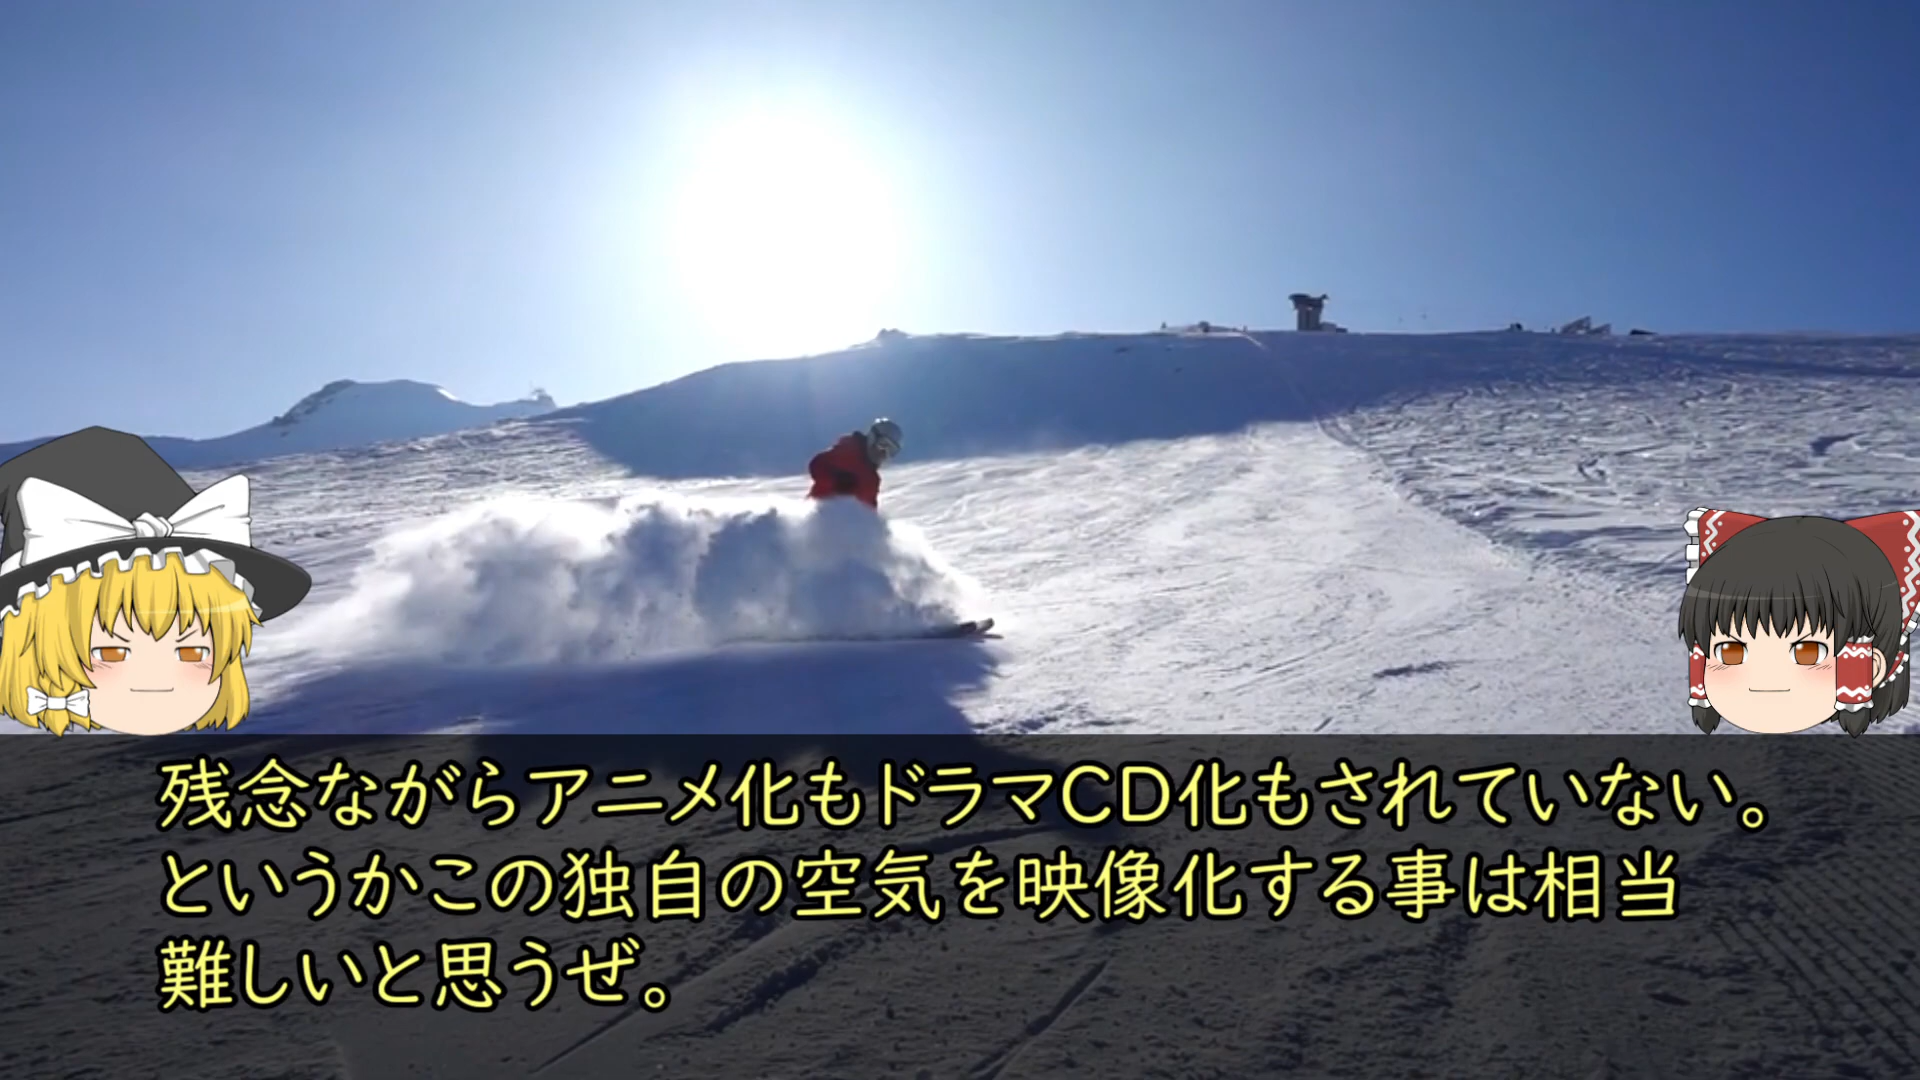 残念ながらアニメ化もドラマCD化もされていない。
というかこの独自の空気を映像化する事は相当
難しいと思うぜ。